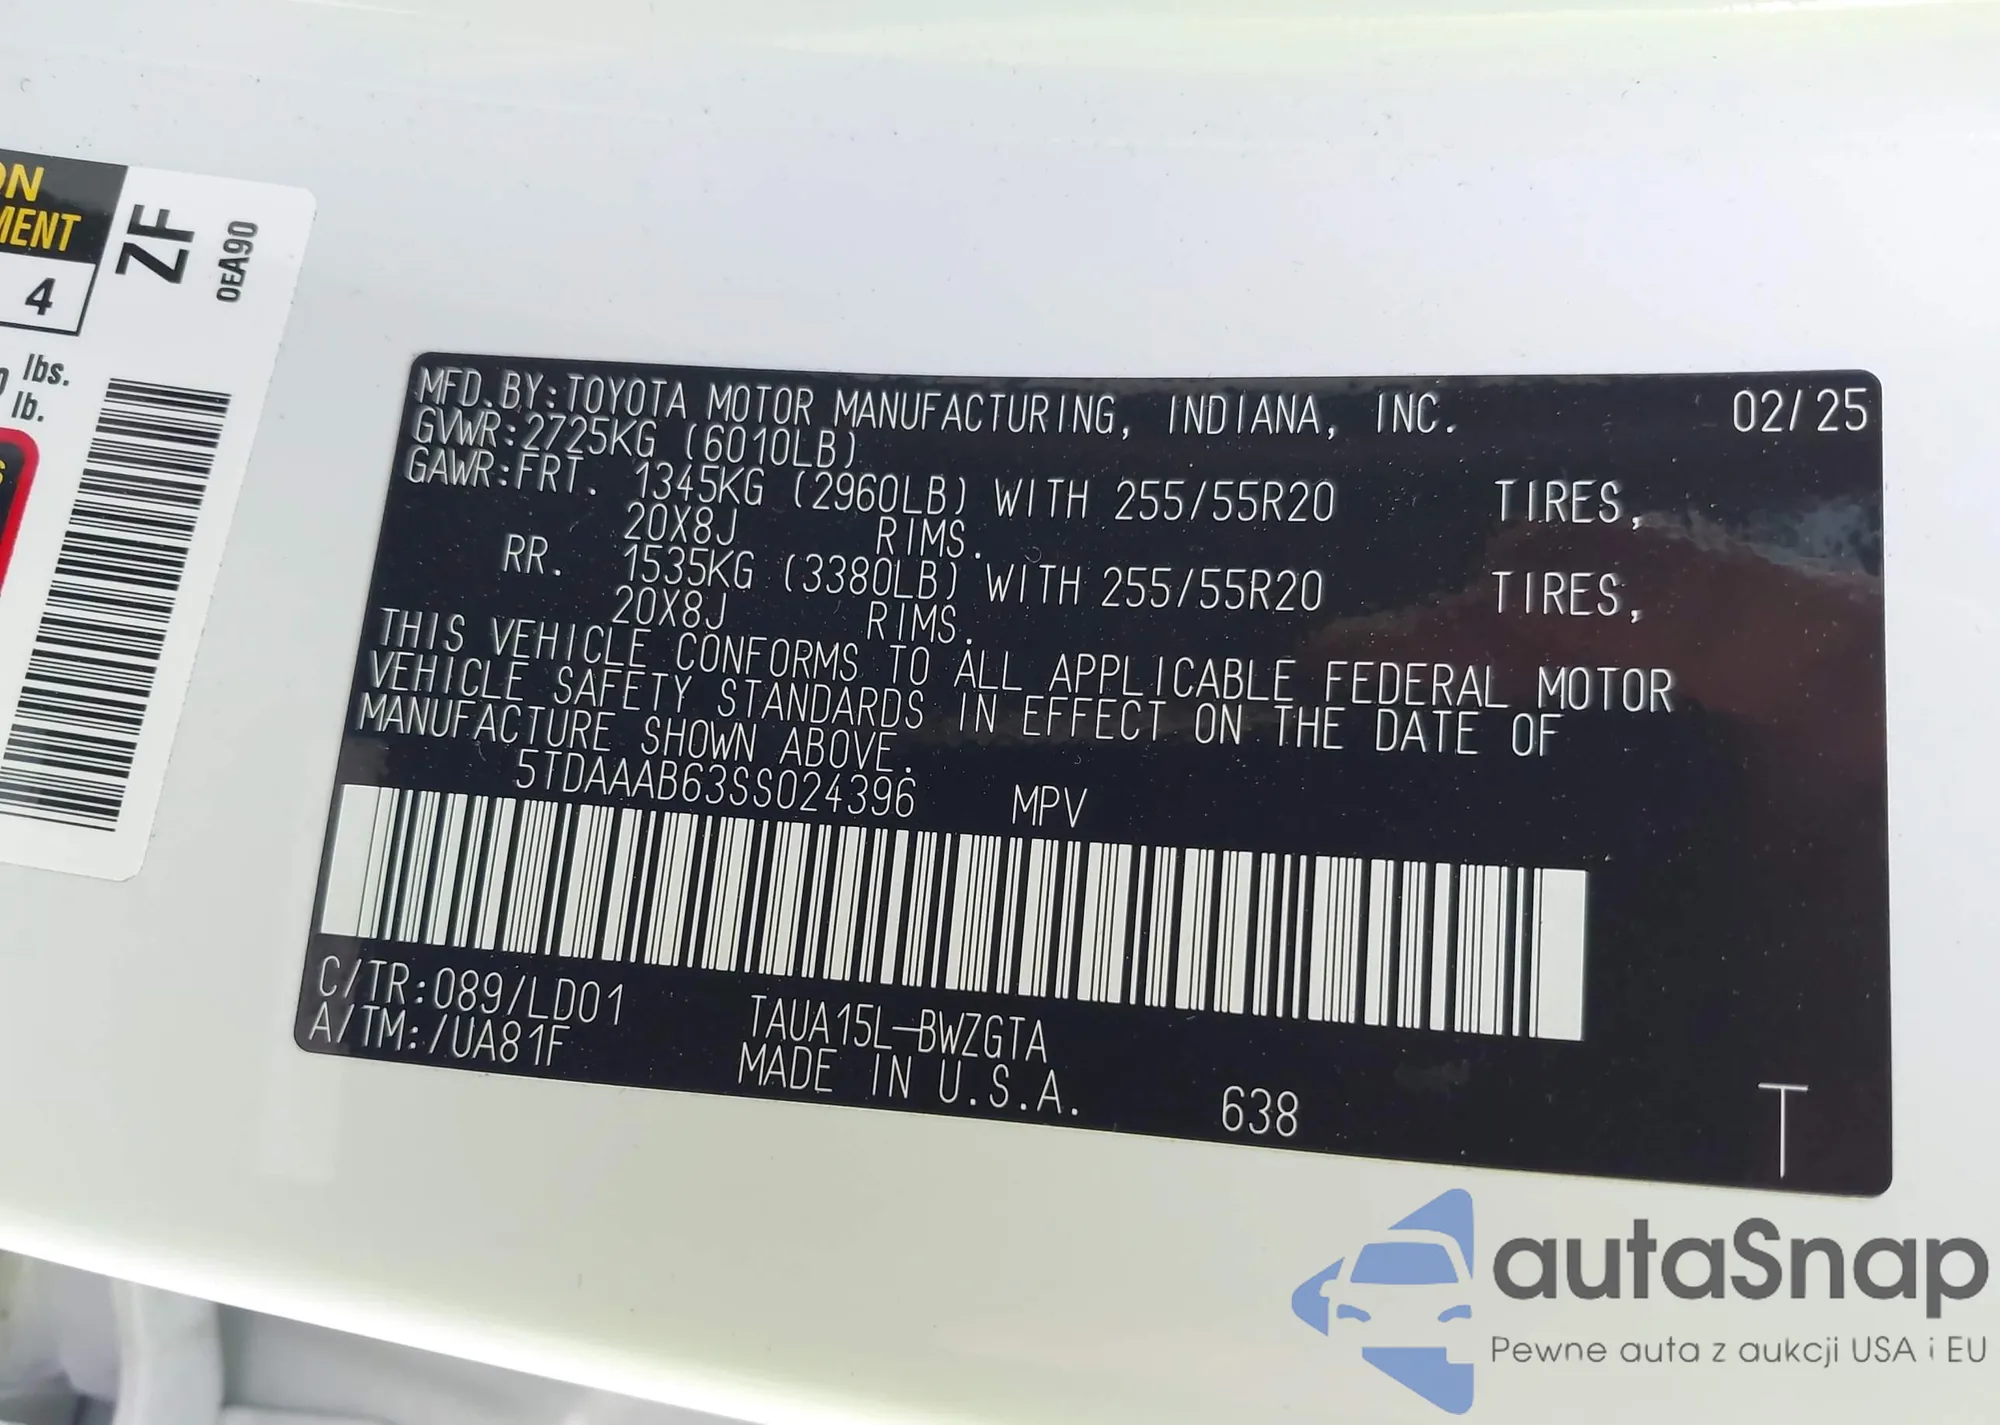 ON
MENT
4
lbs.
lb.
ZF
0EA90
MFD.BY:TOYOTA MOTOR MANUFACTURING, INDIANA, INC. 02/25
GVWR:2725KG (6010LB)
GAWR:FRT. 1345KG (2960LB) WITH 255/55R20 TIRES,
20X8J RIMS.
RR. 1535KG (3380LB) WITH 255/55R20 TIRES,
20X8J RIMS.
THIS VEHICLE CONFORMS TO ALL APPLICABLE FEDERAL MOTOR
VEHICLE SAFETY STANDARDS IN EFFECT ON THE DATE OF
MANUFACTURE SHOWN ABOVE.
5TDAAAB63SS024396 MPV
C/TR:089/LD01 TAUA15L-BWZGTA
A/TM:/UA81F MADE IN U.S.A. 638 T
autaSnap
Pewne auta z aukcji USA i EU